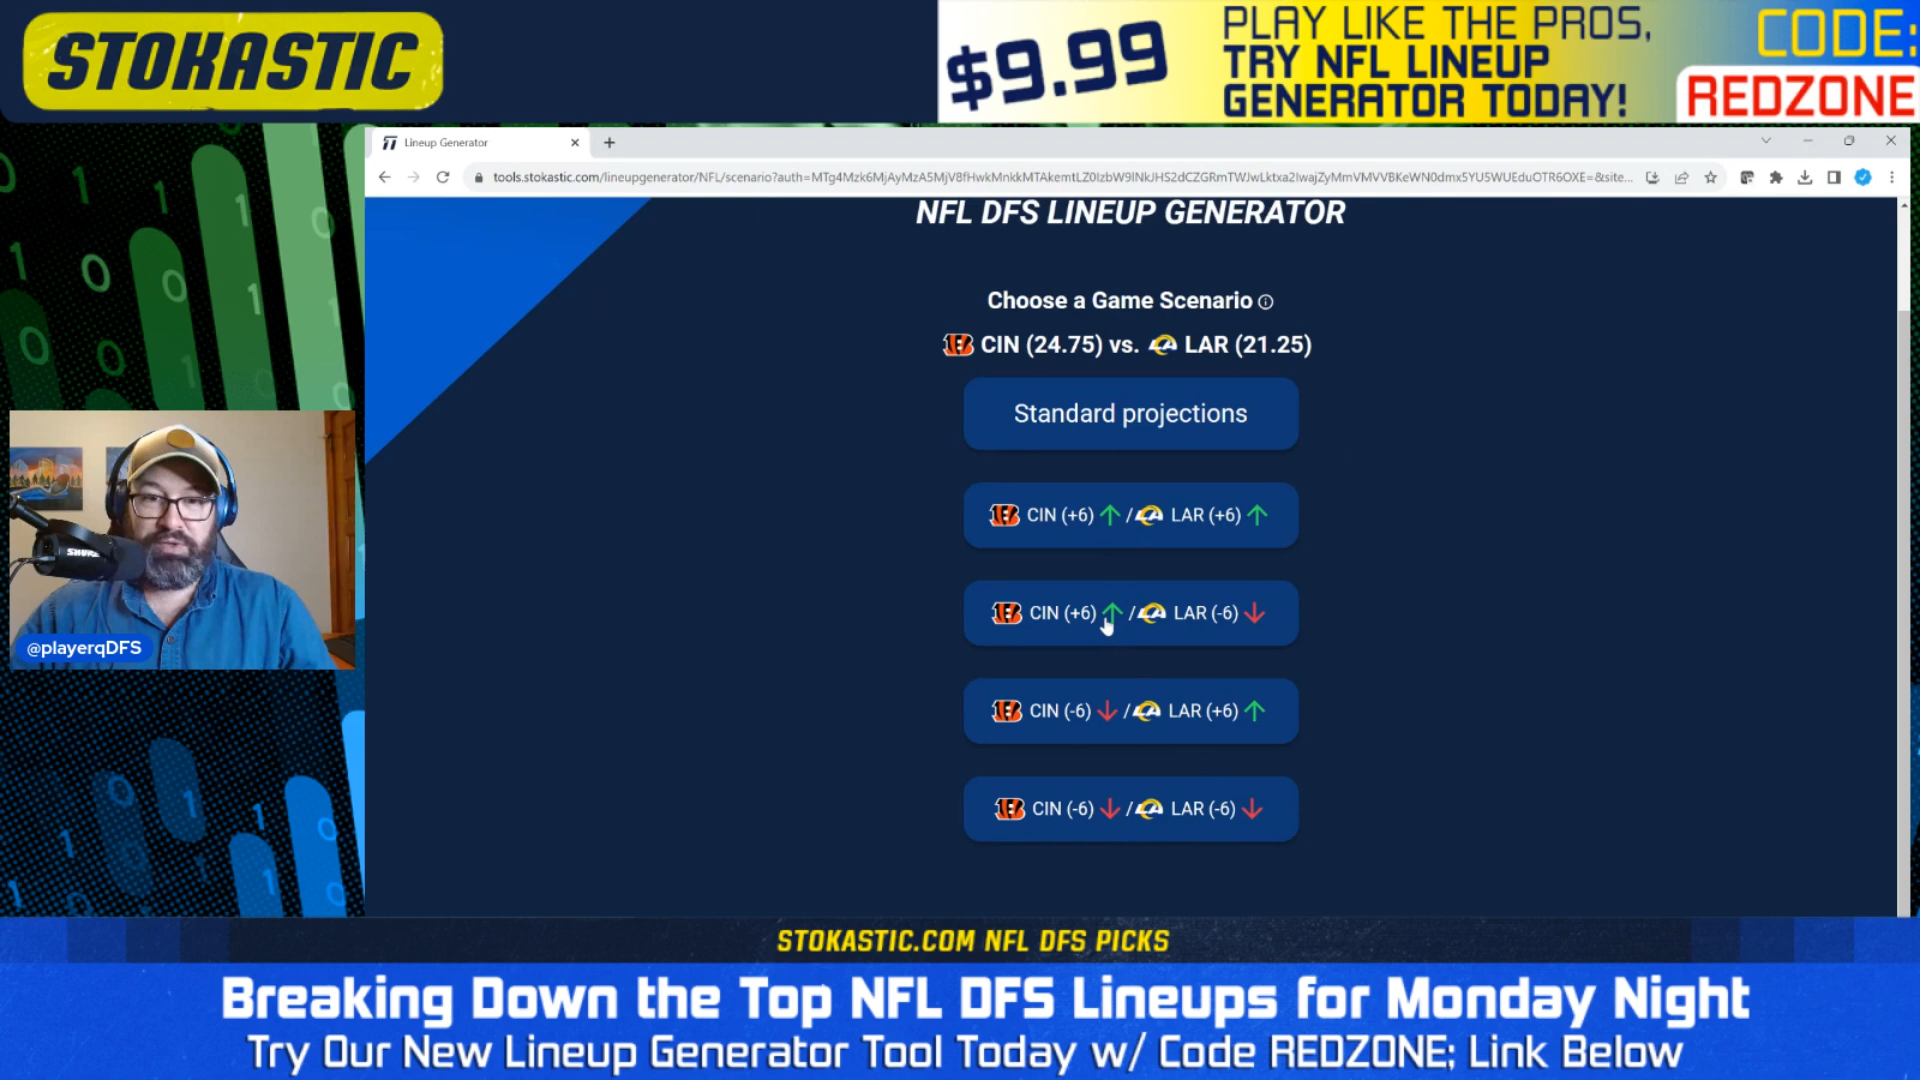 STOKASTIC
$9.99
PLAY LIKE THE PROS,
TRY NFL LINEUP
GENERATOR TODAY!
CODE:
REDZONE
Lineup Generator
NFL DFS LINEUP GENERATOR
Choose a Game Scenario
CIN (24.75) vs. LAR (21.25)
Standard projections
CIN (+6) ↑ / LAR (+6) ↑
CIN (+6) ↑ / LAR (-6) ↓
CIN (-6) ↓ / LAR (+6) ↑
CIN (-6) ↓ / LAR (-6) ↓
SHURE
@playerqDFS
STOKASTIC.COM NFL DFS PICKS
Breaking Down the Top NFL DFS Lineups for Monday Night
Try Our New Lineup Generator Tool Today w/ Code REDZONE; Link Below